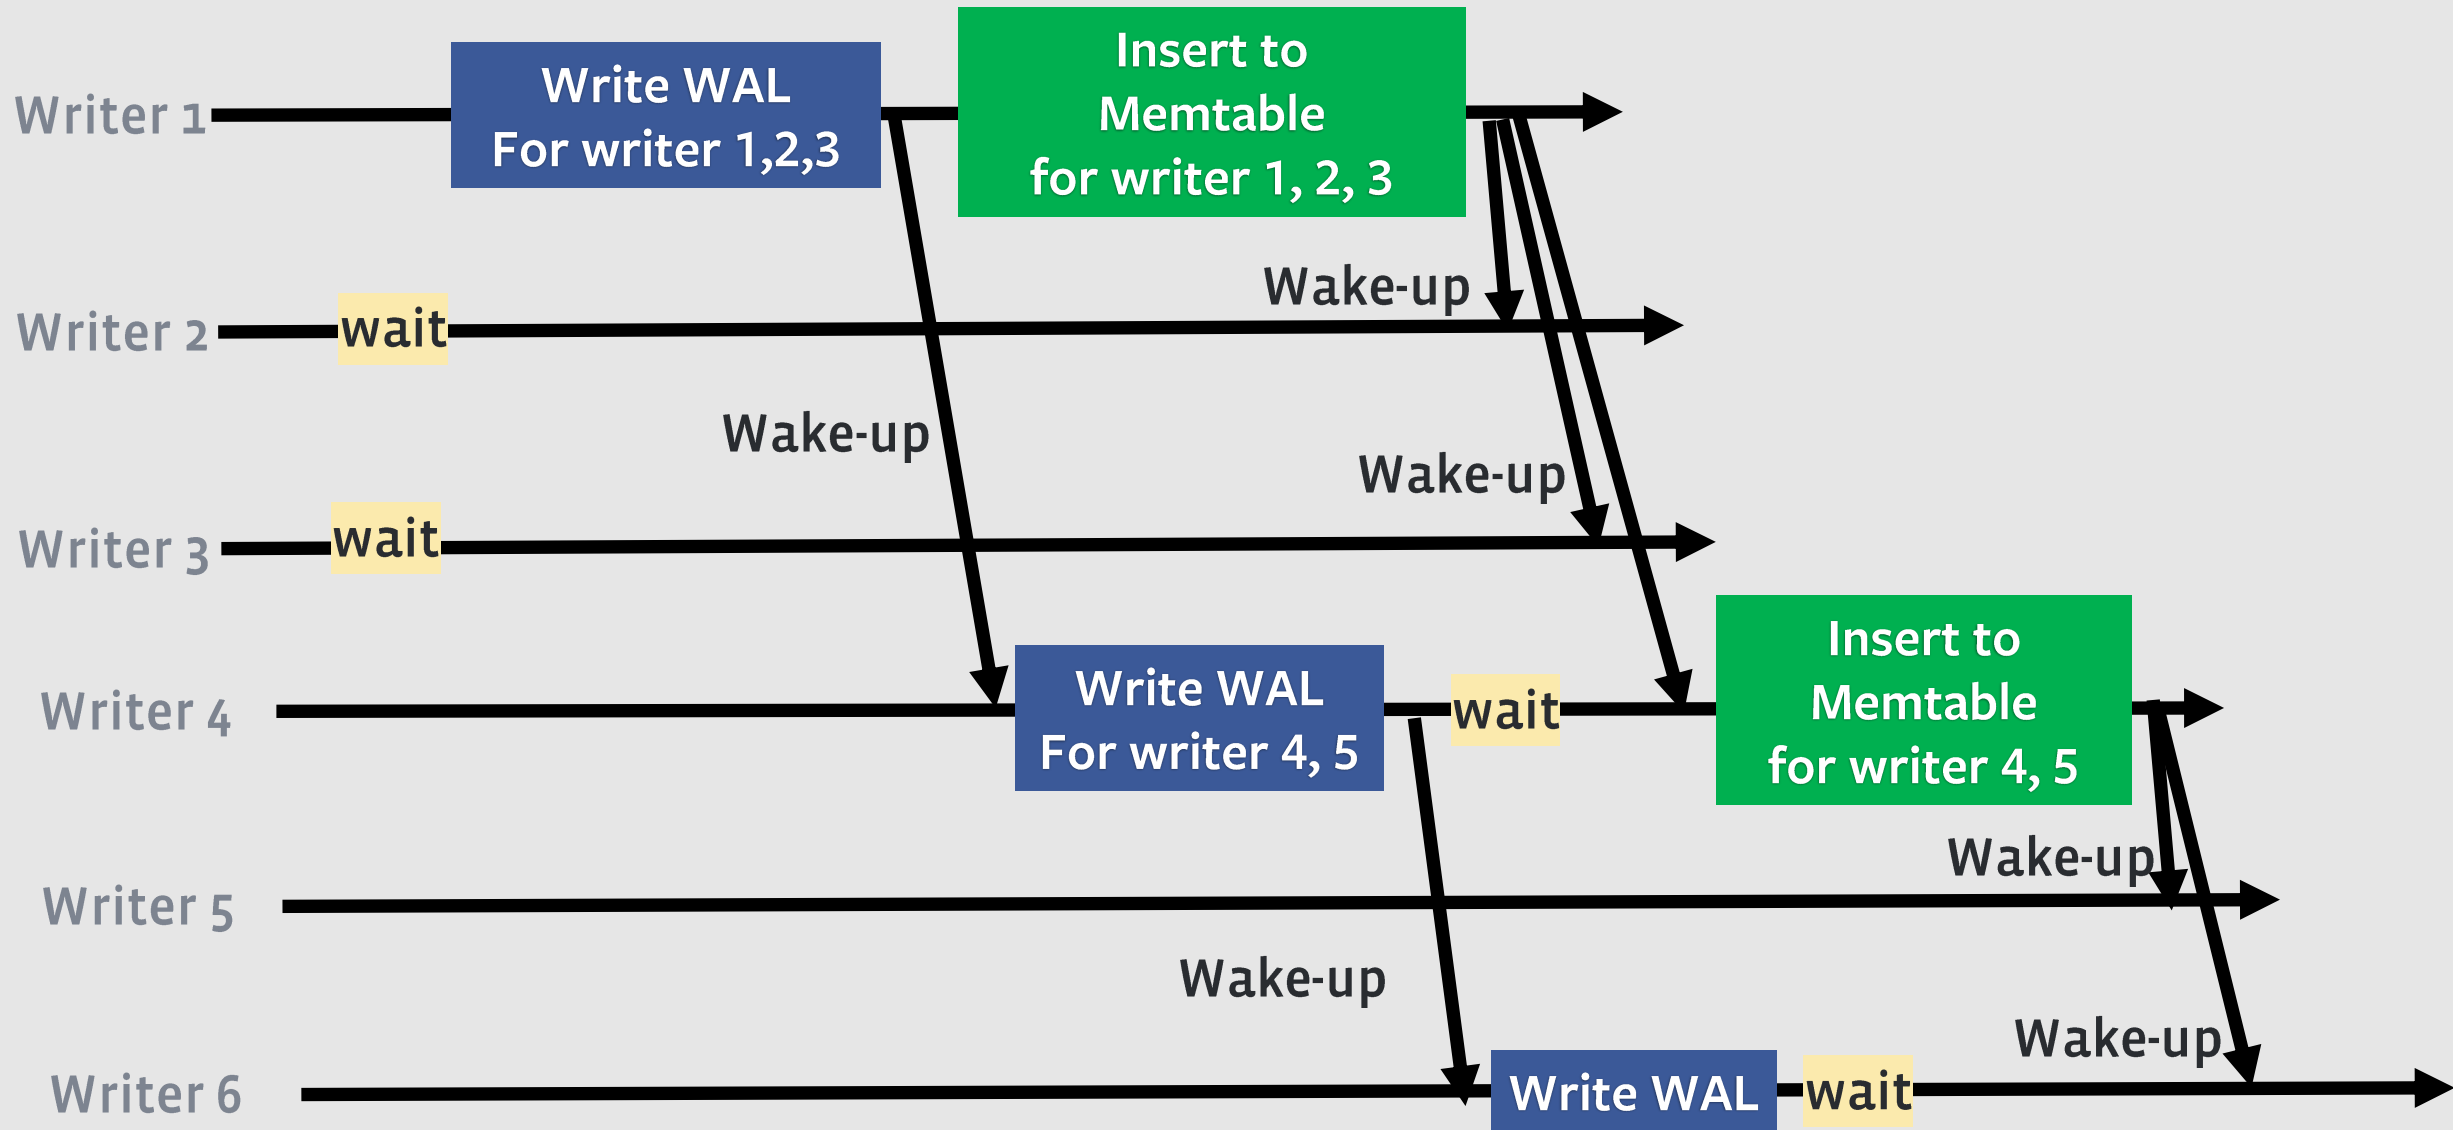 Insert to
Memtable
for writer 1, 2, 3
Write WAL
For writer 1,2,3
Writer 1
Wake-up
Writer 2
wait
Wake-up
Wake-up
Writer 3
wait
Insert to
Memtable
for writer 4, 5
Write WAL
For writer 4, 5
wait
Writer 4
Wake-up
Writer 5
Wake-up
Wake-up
Writer 6
Write WAL
wait